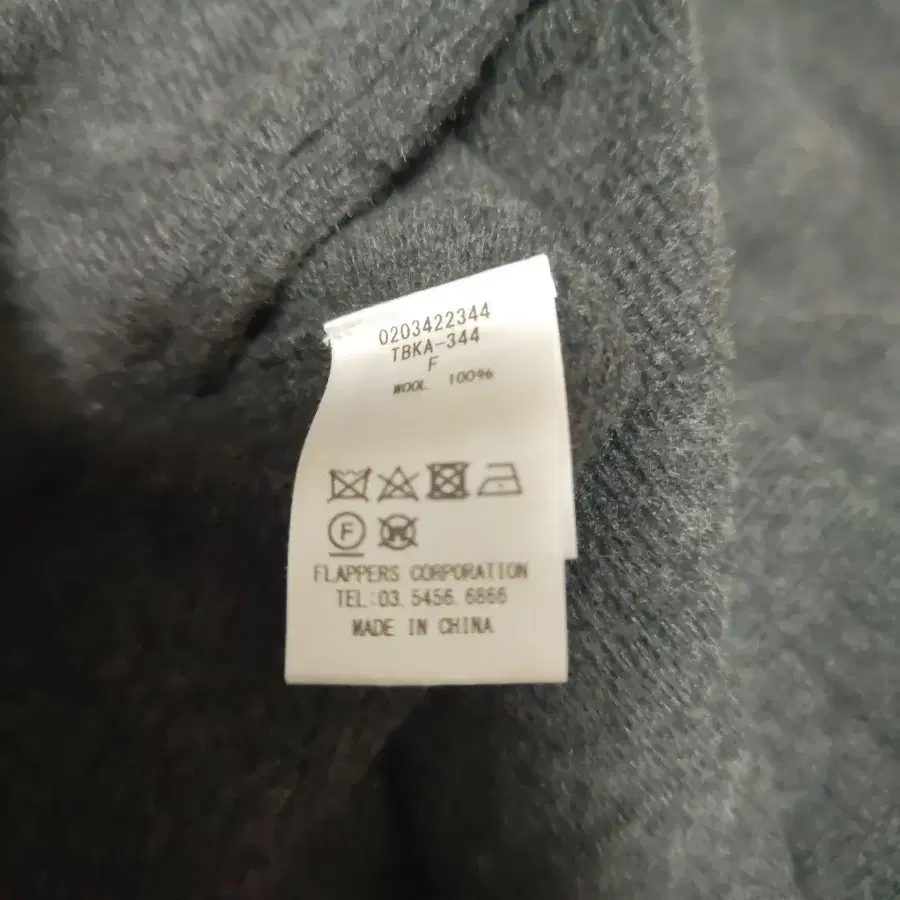 0203422344
TBKA-344
F
WOOL 100%
F
W
FLAPPERS CORPORATION
TEL:03.5456.6866
MADE IN CHINA